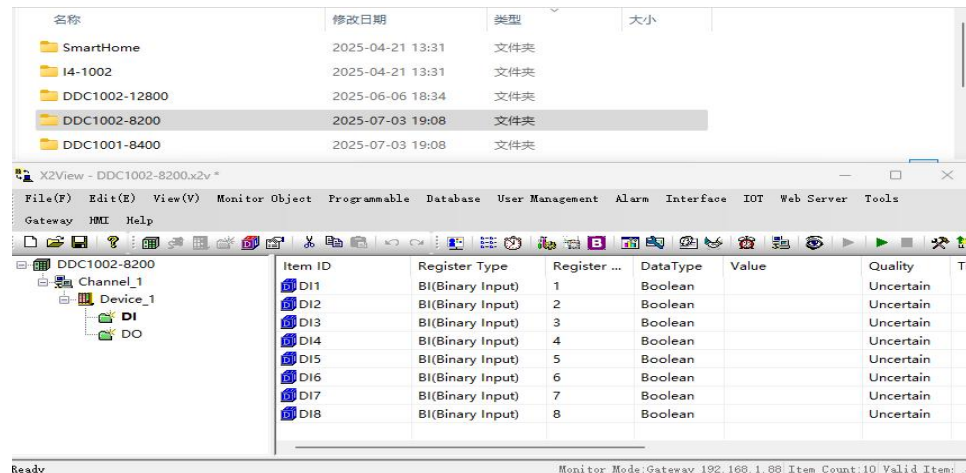 名称 修改日期 类型 大小
SmartHome 2025-04-21 13:31 文件夹
I4-1002 2025-04-21 13:31 文件夹
DDC1002-12800 2025-06-06 18:34 文件夹
DDC1002-8200 2025-07-03 19:08 文件夹
DDC1001-8400 2025-07-03 19:08 文件夹
X2View - DDC1002-8200.x2v *
File(F) Edit(E) View(V) Monitor Object Programmable Database User Management Alarm Interface IOT Web Server Tools
Gateway HMI Help
DDC1002-8200
Channel_1
Device_1
DI
DO
Item ID Register Type Register ... DataType Value Quality T
DI1 BI(Binary Input) 1 Boolean Uncertain
DI2 BI(Binary Input) 2 Boolean Uncertain
DI3 BI(Binary Input) 3 Boolean Uncertain
DI4 BI(Binary Input) 4 Boolean Uncertain
DI5 BI(Binary Input) 5 Boolean Uncertain
DI6 BI(Binary Input) 6 Boolean Uncertain
DI7 BI(Binary Input) 7 Boolean Uncertain
DI8 BI(Binary Input) 8 Boolean Uncertain
Ready Monitor Mode:Gateway 192.168.1.88 Item Count:10 Valid Item: